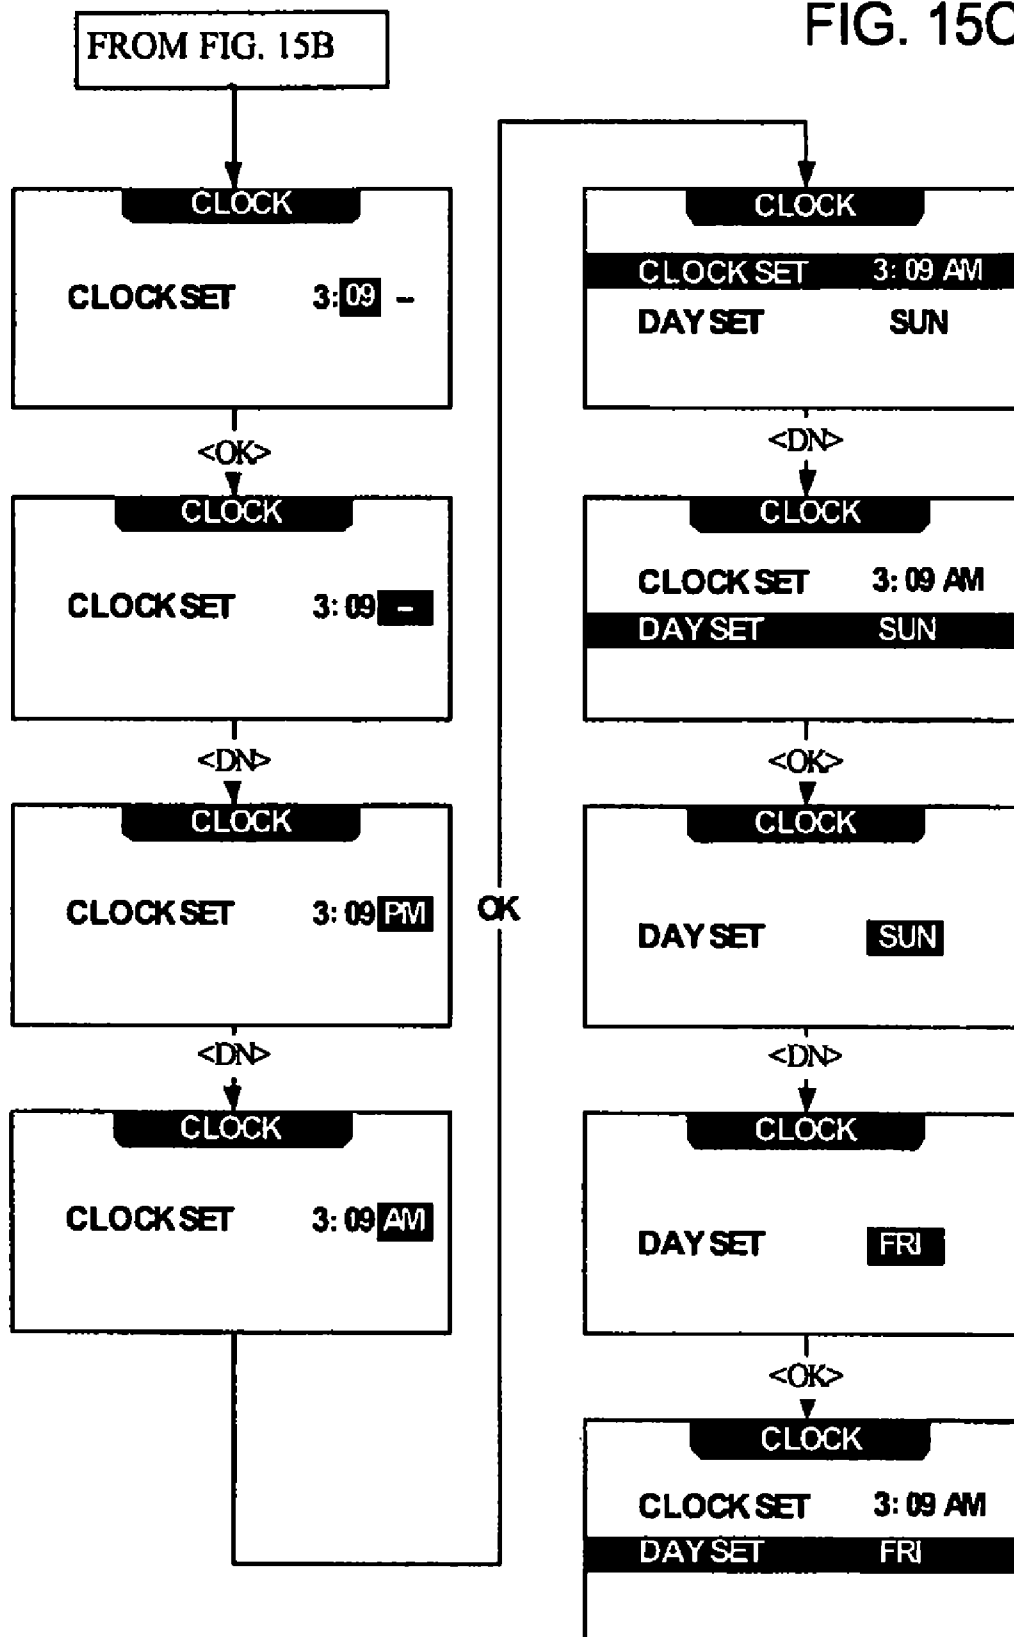 FIG. 15C
FROM FIG. 15B
CLOCK
CLOCK SET 3: 09 –
<OK>
CLOCK
CLOCK SET 3: 09 –
<DN>
CLOCK
CLOCK SET 3: 09 PM
<DN>
CLOCK
CLOCK SET 3: 09 AM
OK
CLOCK
CLOCK SET 3: 09 AM
DAY SET SUN
<DN>
CLOCK
CLOCK SET 3: 09 AM
DAY SET SUN
<OK>
CLOCK
DAY SET SUN
<DN>
CLOCK
DAY SET FRI
<OK>
CLOCK
CLOCK SET 3: 09 AM
DAY SET FRI